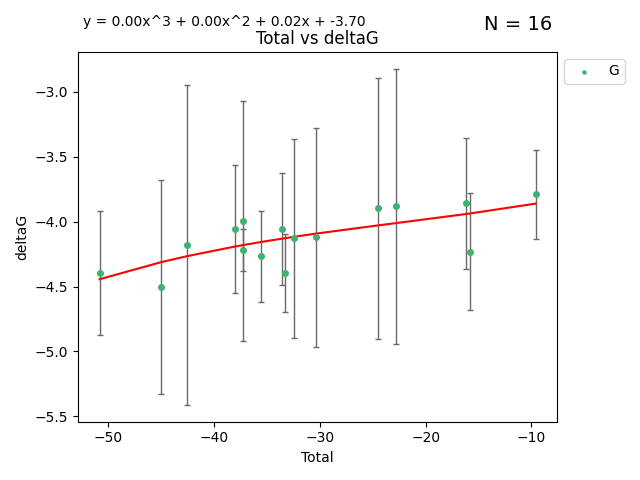 y = 0.00x^3 + 0.00x^2 + 0.02x + -3.70
N = 16
Total vs deltaG
G
−3.0
−3.5
−4.0
−4.5
−5.0
−5.5
deltaG
−50 −40 −30 −20 −10
Total